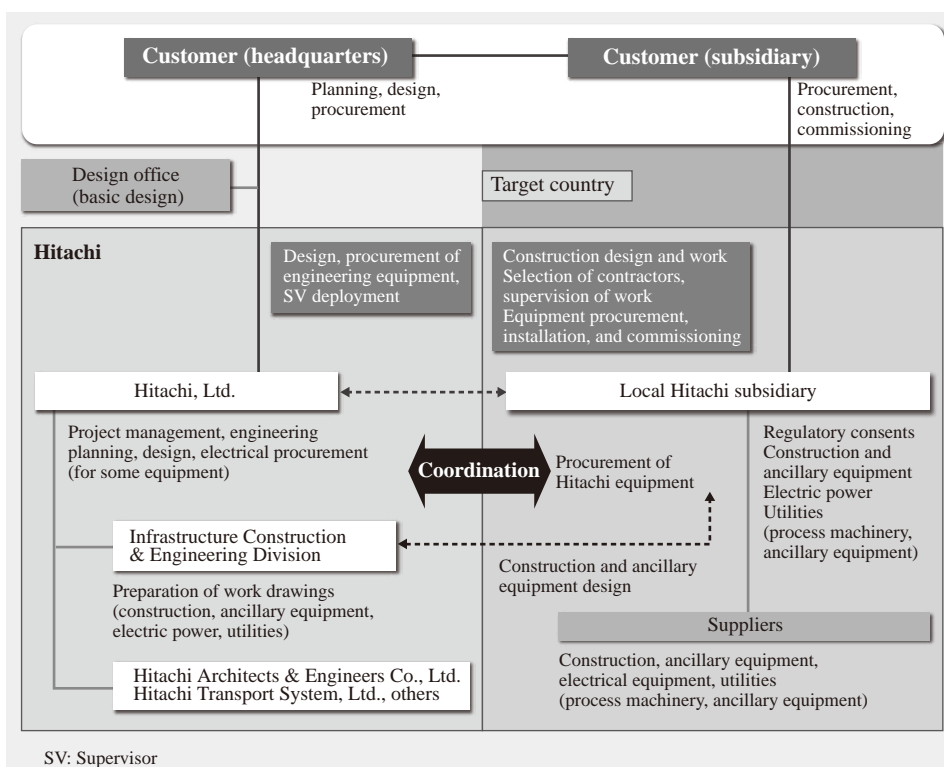 Customer (headquarters)
Customer (subsidiary)
Planning, design,
procurement
Procurement,
construction,
commissioning
Design office
(basic design)
Target country
Hitachi
Design, procurement of
engineering equipment,
SV deployment
Construction design and work
Selection of contractors,
supervision of work
Equipment procurement,
installation, and commissioning
Hitachi, Ltd.
Local Hitachi subsidiary
Project management, engineering
planning, design, electrical procurement
(for some equipment)
Coordination
Procurement of
Hitachi equipment
Regulatory consents
Construction and
ancillary equipment
Electric power
Utilities
(process machinery,
ancillary equipment)
Infrastructure Construction
& Engineering Division
Construction and ancillary
equipment design
Preparation of work drawings
(construction, ancillary equipment,
electric power, utilities)
Suppliers
Construction, ancillary equipment,
electrical equipment, utilities
(process machinery, ancillary equipment)
Hitachi Architects & Engineers Co., Ltd.
Hitachi Transport System, Ltd., others
SV: Supervisor